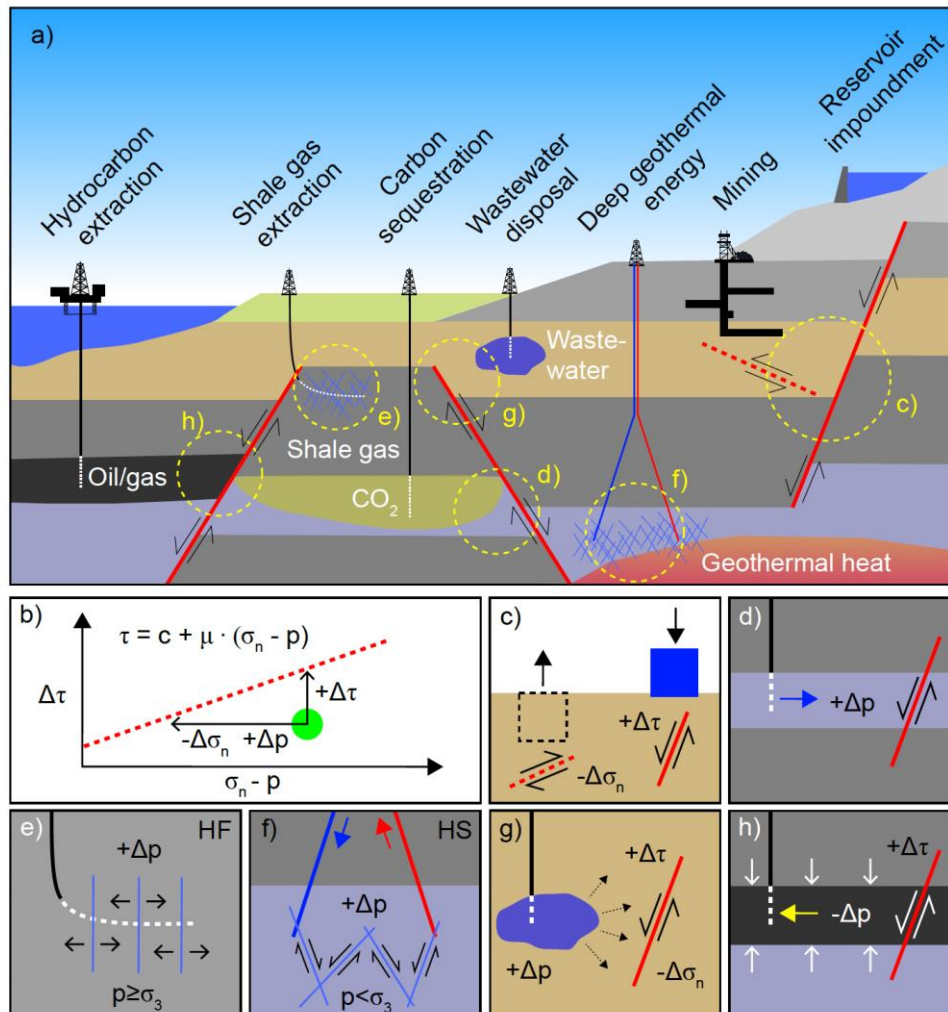 a)
Hydrocarbon
extraction
Shale gas
extraction
Carbon
sequestration
Wastewater
disposal
Deep geothermal
energy
Mining
Reservoir
impoundment
Waste-
water
h)
e)
g)
c)
Shale gas
Oil/gas
d)
f)
CO₂
Geothermal heat
b)
τ = c + μ · (σₙ - p)
Δτ
+Δτ
-Δσₙ +Δp
σₙ - p
c)
+Δτ
-Δσₙ
d)
+Δp
e)
HF
+Δp
p≥σ₃
f)
HS
+Δp
p<σ₃
g)
+Δτ
+Δp
-Δσₙ
h)
+Δτ
-Δp